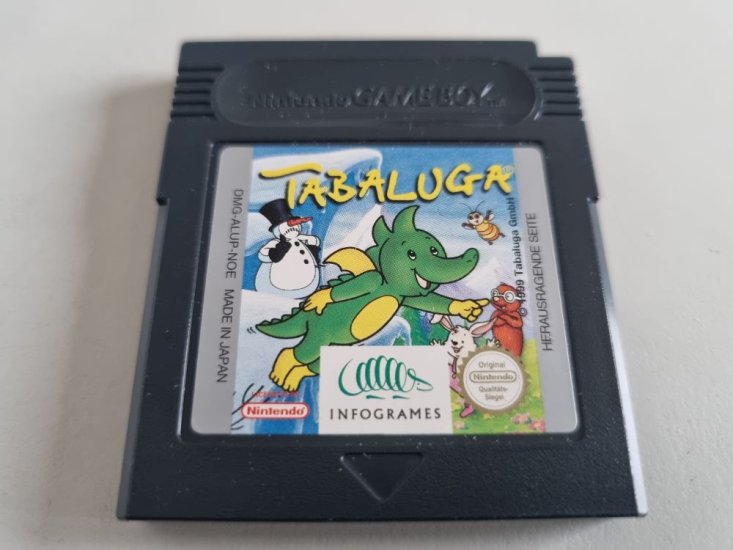 Nintendo GAME BOY TM
TABALUGA
DMG-ALUP-NOE MADE IN JAPAN
© 1999 Tabaluga GmbH
HERAUSRAGENDE SEITE
Nintendo
INFOGRAMES
Original
Nintendo
Qualitäts-
Siegel